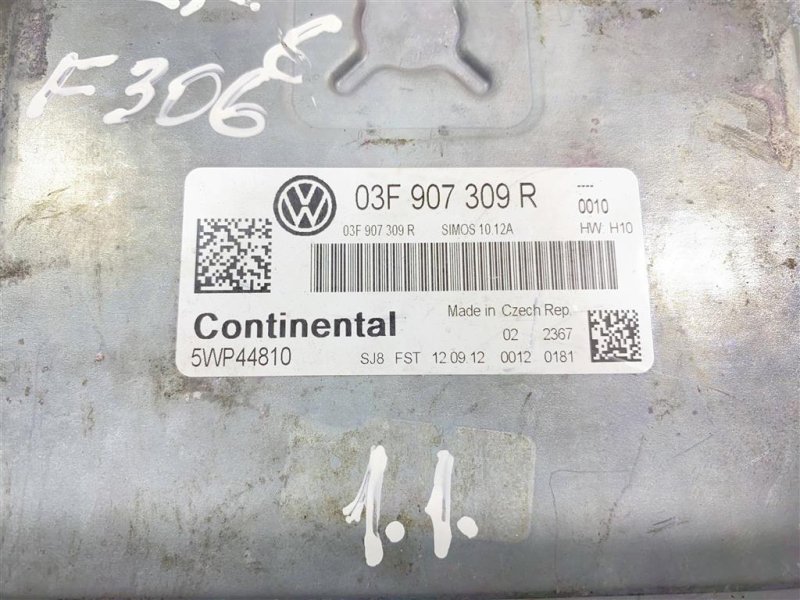 F306E
03F 907 309 R
----
0010
03F 907 309 R SIMOS 10.12A HW: H10
Continental
Made in Czech Rep.
02 2367
5WP44810
SJ8 FST 12 09.12 0012 0181
1.1.